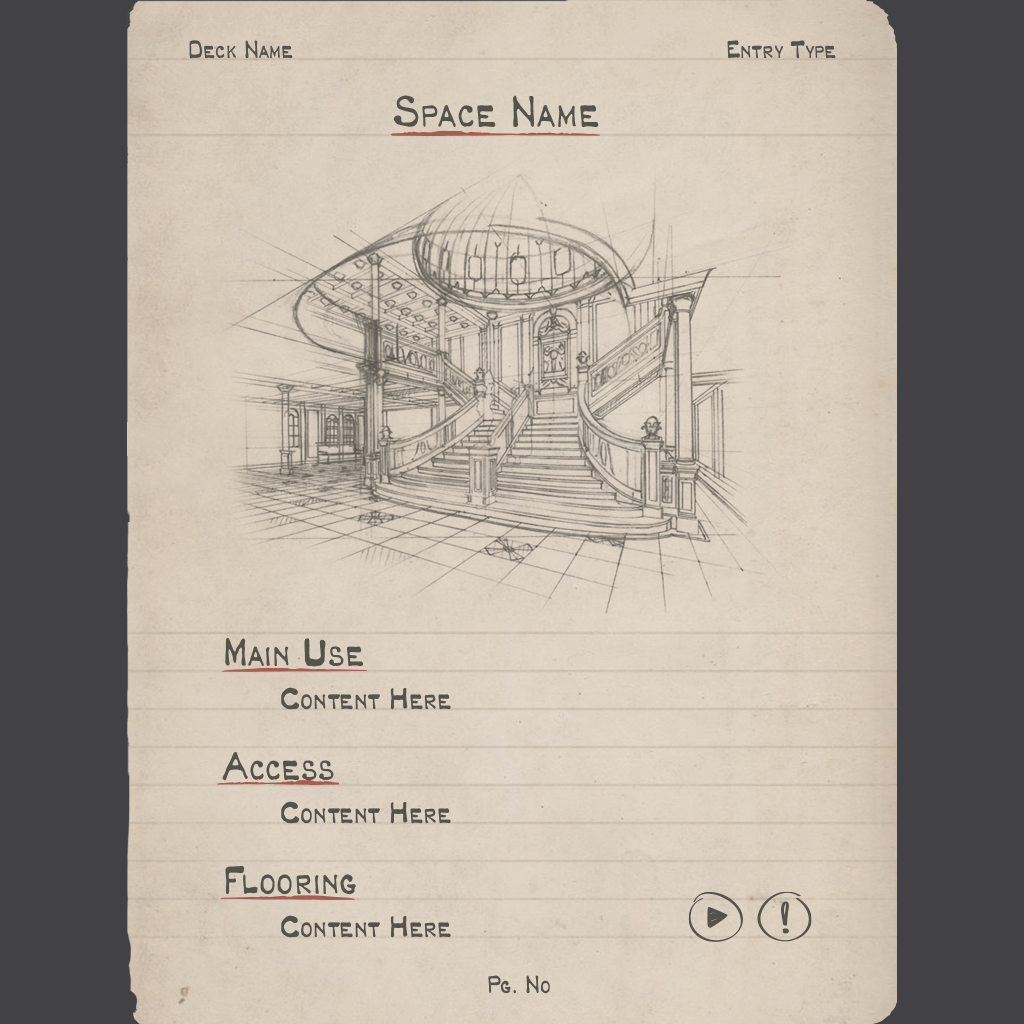 Deck Name
Entry Type
Space Name
Main Use
Content Here
Access
Content Here
Flooring
Content Here
!
Pg. No